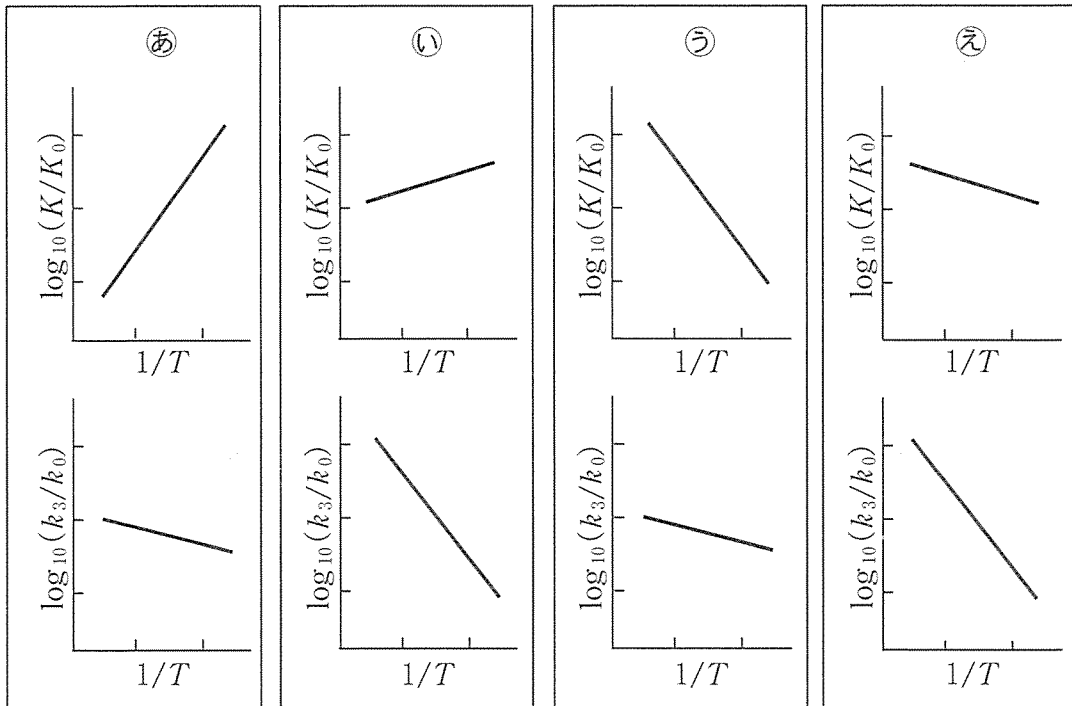 あ
い
う
え
log₁₀(K/K₀)
log₁₀(K/K₀)
log₁₀(K/K₀)
log₁₀(K/K₀)
1/T
1/T
1/T
1/T
log₁₀(k₃/k₀)
log₁₀(k₃/k₀)
log₁₀(k₃/k₀)
log₁₀(k₃/k₀)
1/T
1/T
1/T
1/T